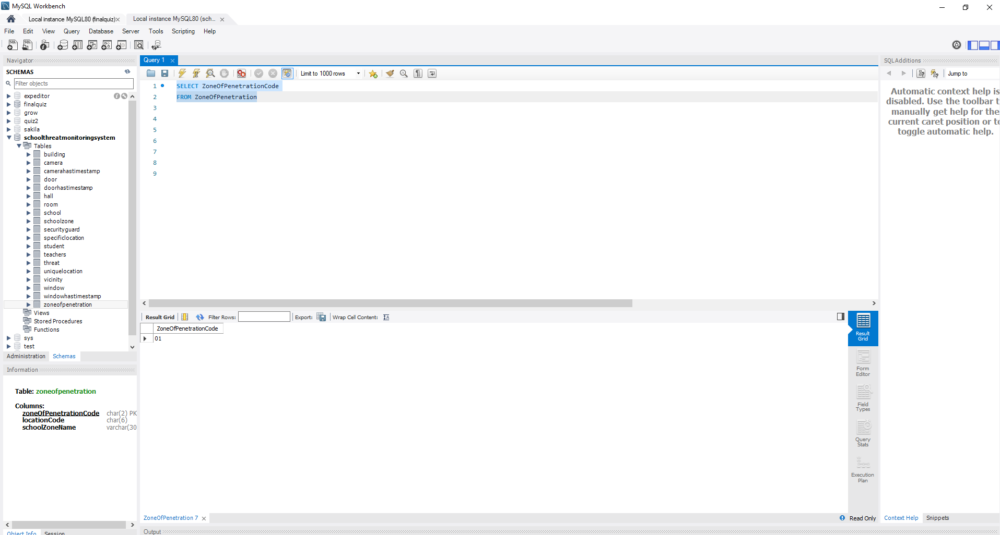 MySQL Workbench
Local instance MySQL80 (finalquiz)
Local instance MySQL80 (sch...
File Edit View Query Database Server Tools Scripting Help
Navigator
SCHEMAS
Filter objects
expeditor
finalquiz
grow
quiz2
sakila
schoolthreatmonitoringsystem
Tables
building
camera
camerahastimestamp
door
doorhastimestamp
hall
room
school
schoolzone
securityguard
specificlocation
student
teachers
threat
uniquelocation
vicinity
window
windowhastimestamp
zoneofpenetration
Views
Stored Procedures
Functions
sys
test
Administration Schemas
Information
Table: zoneofpenetration
Columns:
zoneOfPenetrationCode char(2) PK
locationCode char(6)
schoolZoneName varchar(30
Object Info Session
Query 1
Limit to 1000 rows
1 SELECT ZoneOfPenetrationCode
2 FROM ZoneOfPenetration
3
4
5
6
7
8
9
Result Grid Filter Rows: Export: Wrap Cell Content:
ZoneOfPenetrationCode
01
Result
Grid
Form
Editor
Field
Types
Query
Stats
Execution
Plan
ZoneOfPenetration 7
Read Only
Output
SQLAdditions
Jump to
Automatic context help is
disabled. Use the toolbar t
manually get help for the
current caret position or to
toggle automatic help.
Context Help Snippets